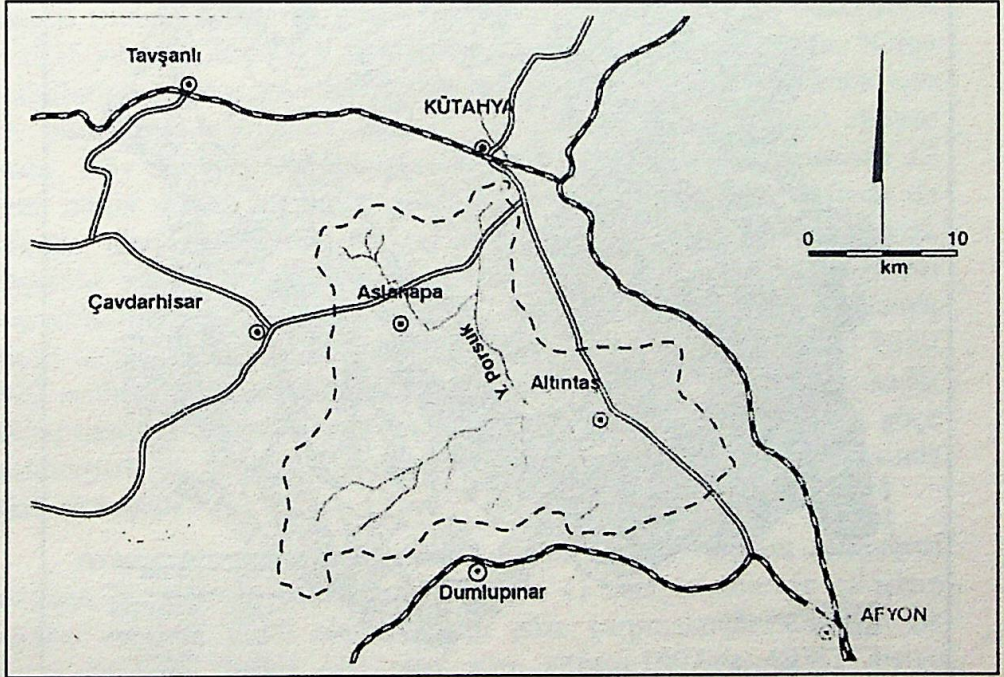 Tavşanlı
KÜTAHYA
0 10
km
Çavdarhisar
Aslanapa
Y. Porsuk
Altıntaş
Dumlupınar
AFYON